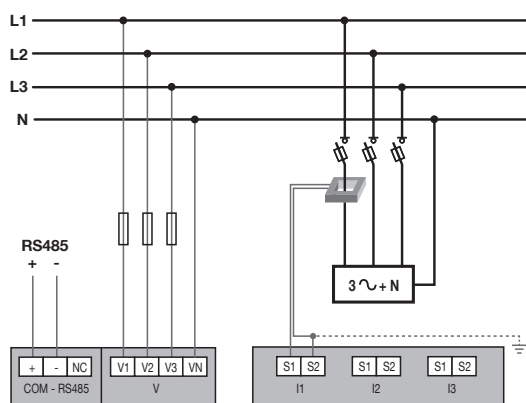 L1
L2
L3
N
RS485
+ -
3 + N
+ - NC
V1 V2 V3 VN
S1 S2
S1 S2
S1 S2
COM - RS485
V
I1
I2
I3